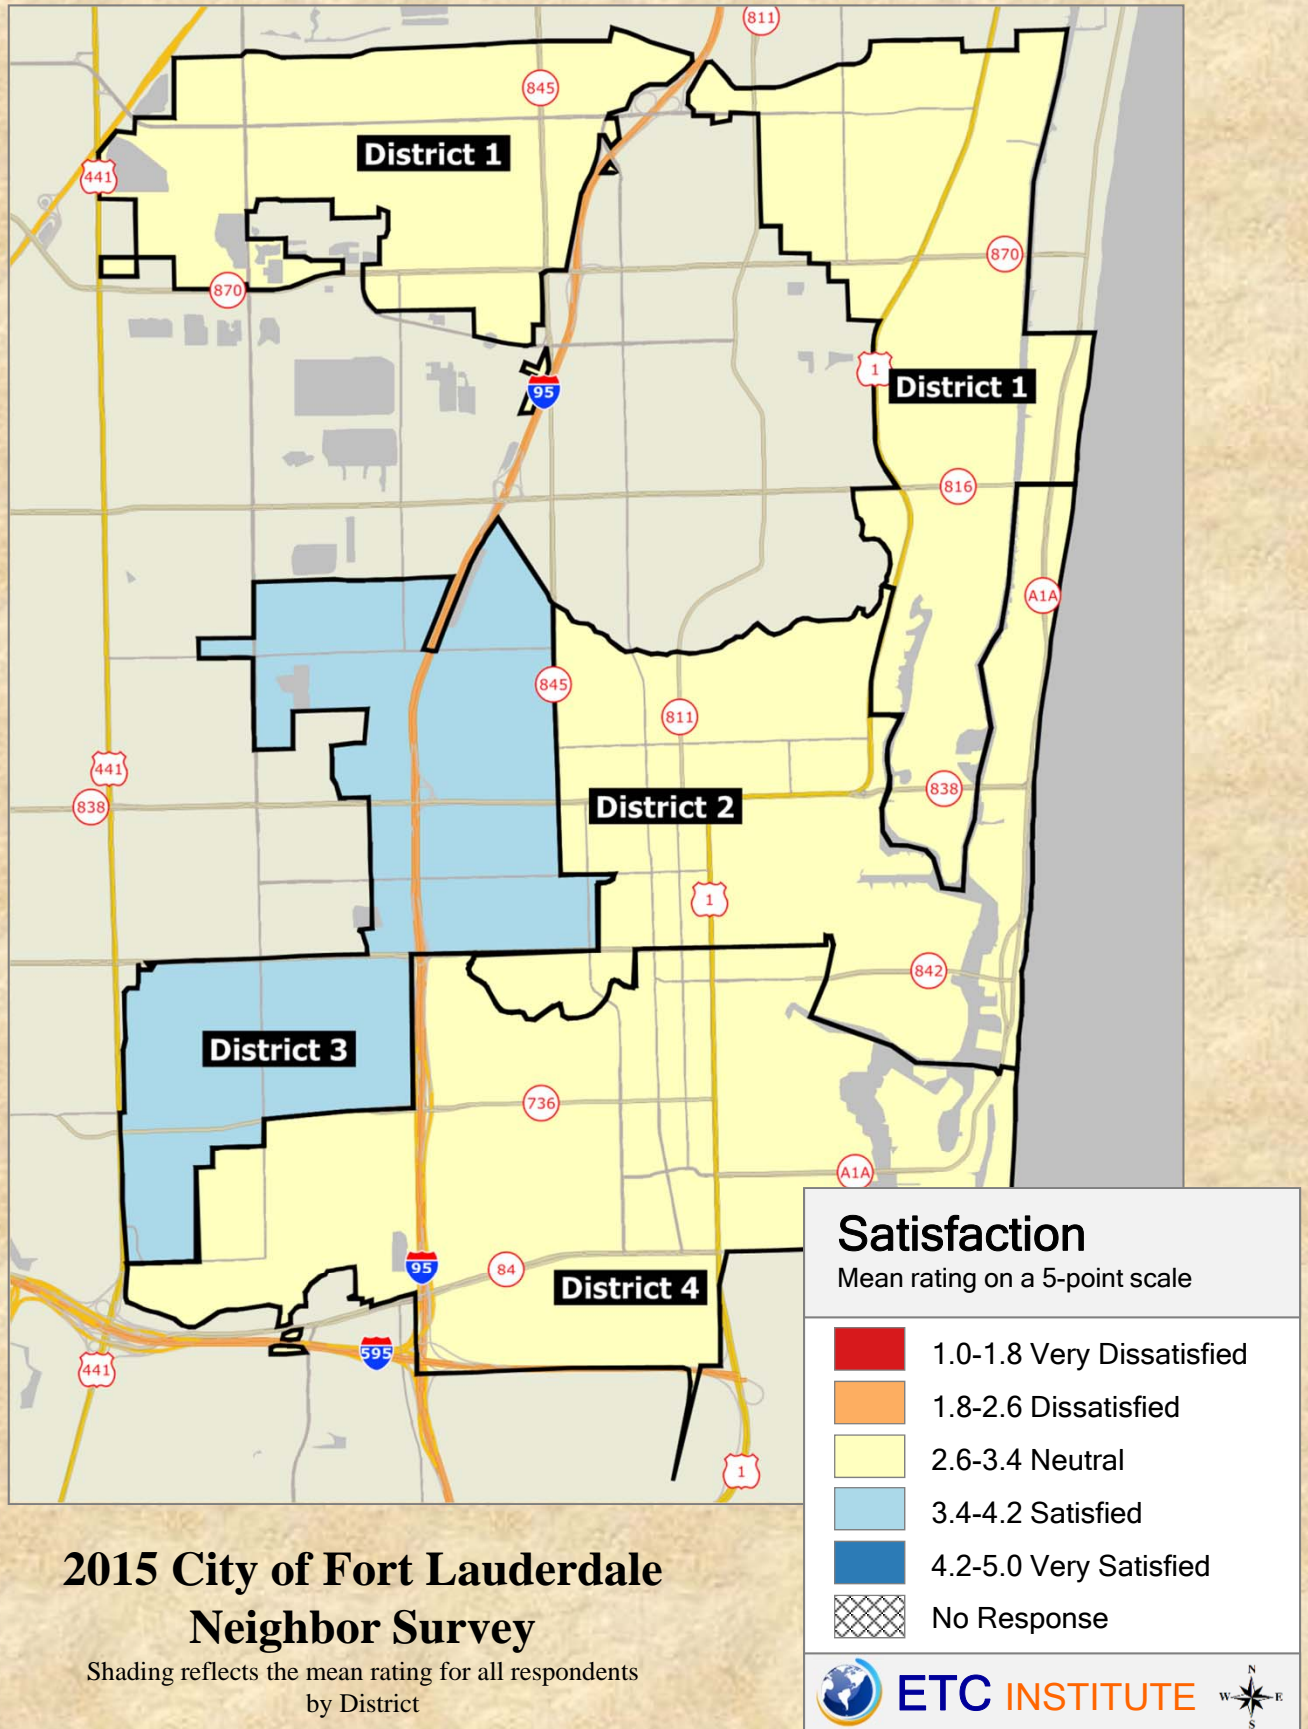 811
845
District 1
441
870
870
95
1
District 1
816
A1A
845
811
441
838
838
District 2
1
842
District 3
736
A1A
95
84
District 4
595
441
1
Satisfaction
Mean rating on a 5-point scale
1.0-1.8 Very Dissatisfied
1.8-2.6 Dissatisfied
2.6-3.4 Neutral
3.4-4.2 Satisfied
4.2-5.0 Very Satisfied
No Response
2015 City of Fort Lauderdale
Neighbor Survey
Shading reflects the mean rating for all respondents
by District
ETC INSTITUTE
N
W E
S